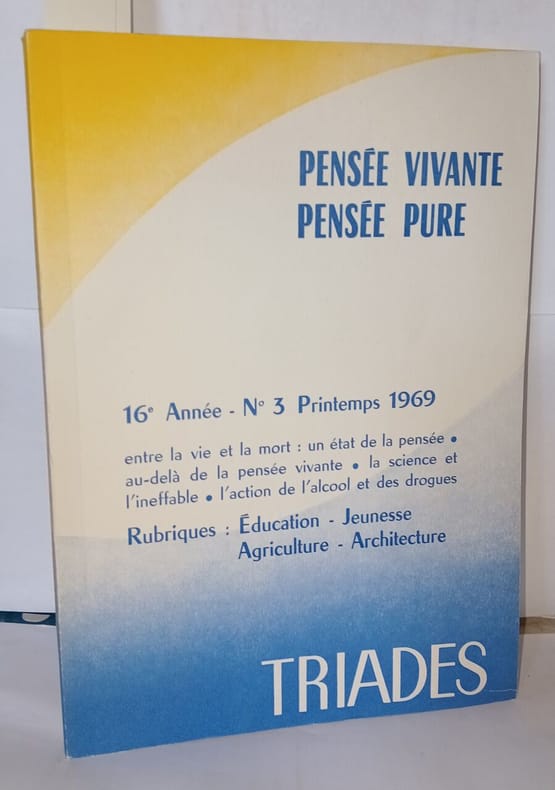 PENSÉE VIVANTE
PENSÉE PURE
16e Année - No 3 Printemps 1969
entre la vie et la mort : un état de la pensée •
au-delà de la pensée vivante • la science et
l'ineffable • l'action de l'alcool et des drogues
Rubriques : Éducation - Jeunesse
Agriculture - Architecture
TRIADES